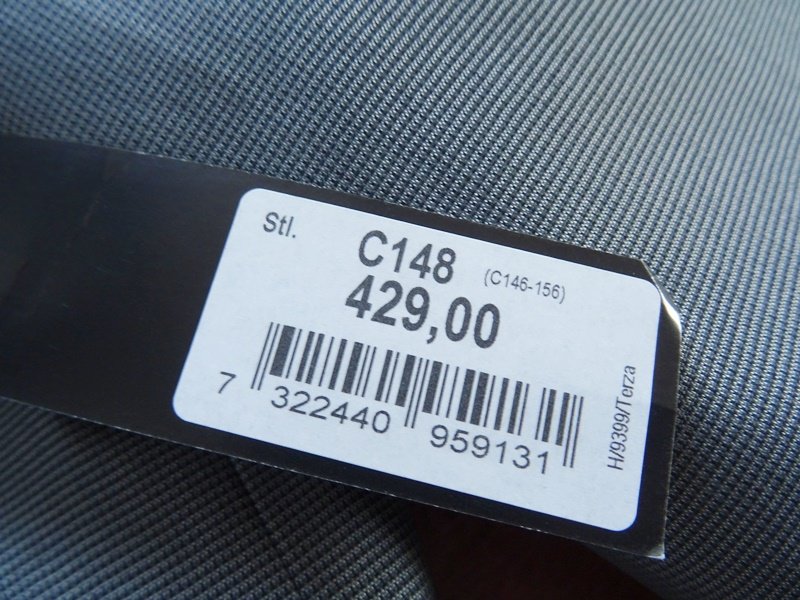 Stl.
C148 (C146-156)
429,00
7 322440 959131
H/9399/Terza